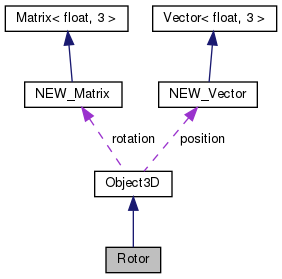 Matrix< float, 3 >
Vector< float, 3 >
NEW_Matrix
NEW_Vector
rotation
position
Object3D
Rotor